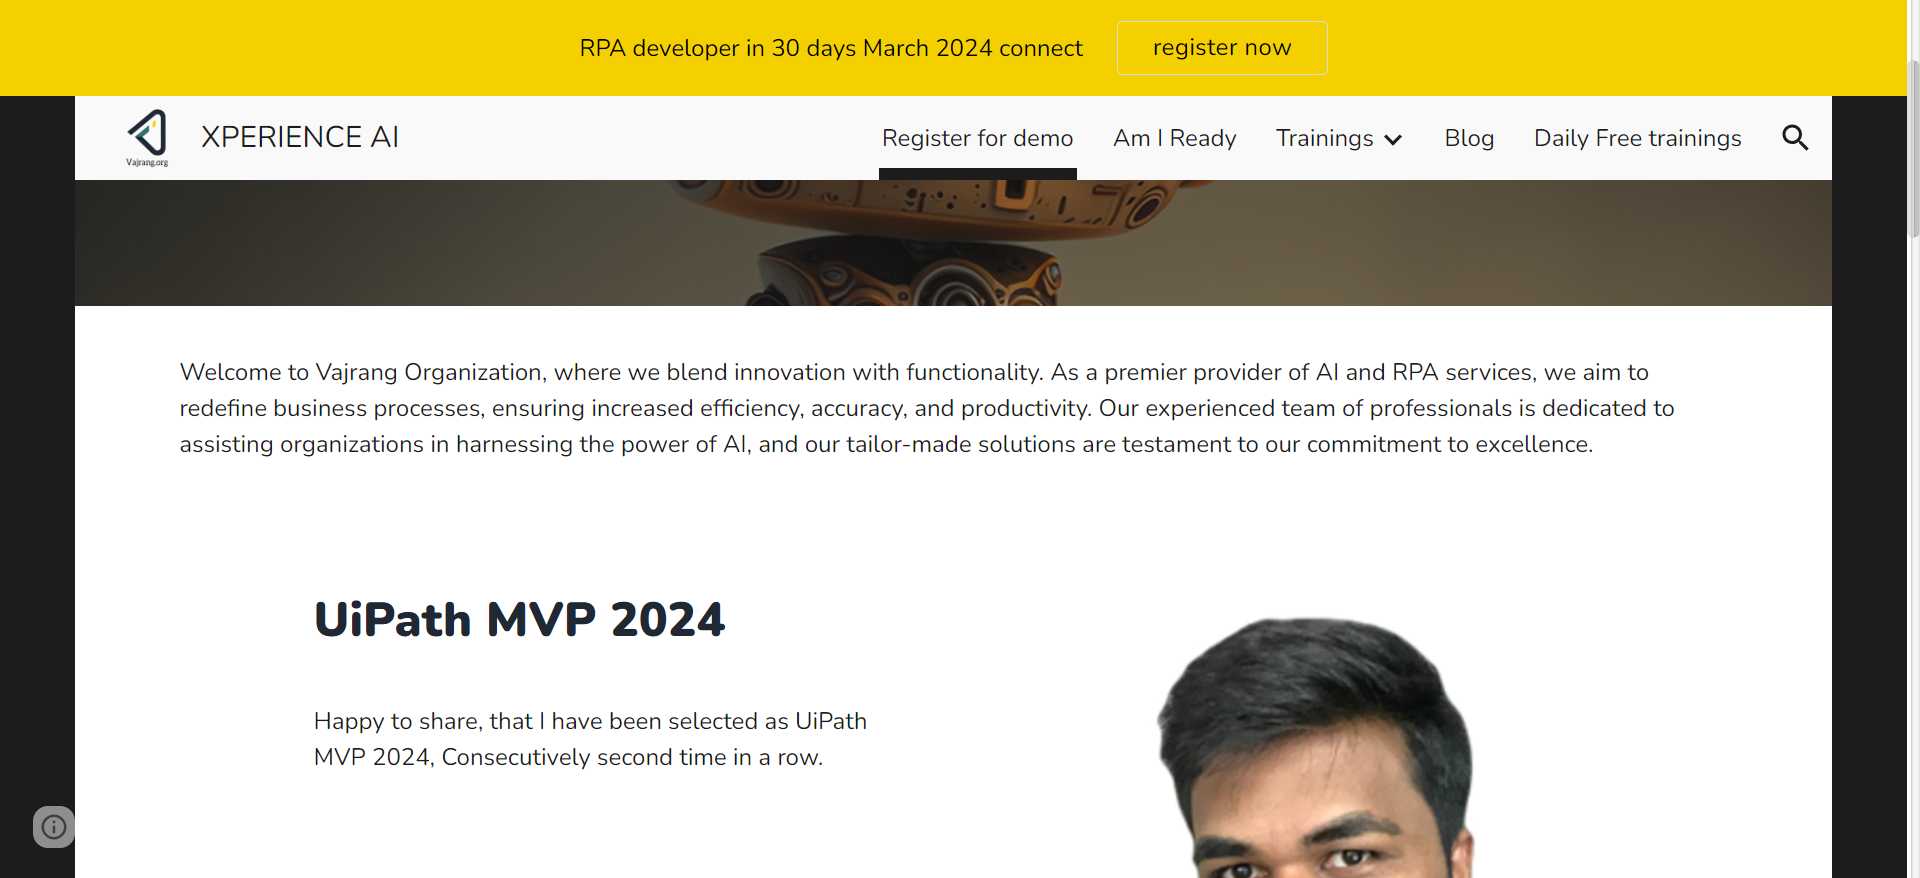 RPA developer in 30 days March 2024 connect
register now
Vajrang.org
XPERIENCE AI
Register for demo
Am I Ready
Trainings
Blog
Daily Free trainings
Welcome to Vajrang Organization, where we blend innovation with functionality. As a premier provider of AI and RPA services, we aim to
redefine business processes, ensuring increased efficiency, accuracy, and productivity. Our experienced team of professionals is dedicated to
assisting organizations in harnessing the power of AI, and our tailor-made solutions are testament to our commitment to excellence.
UiPath MVP 2024
Happy to share, that I have been selected as UiPath
MVP 2024, Consecutively second time in a row.